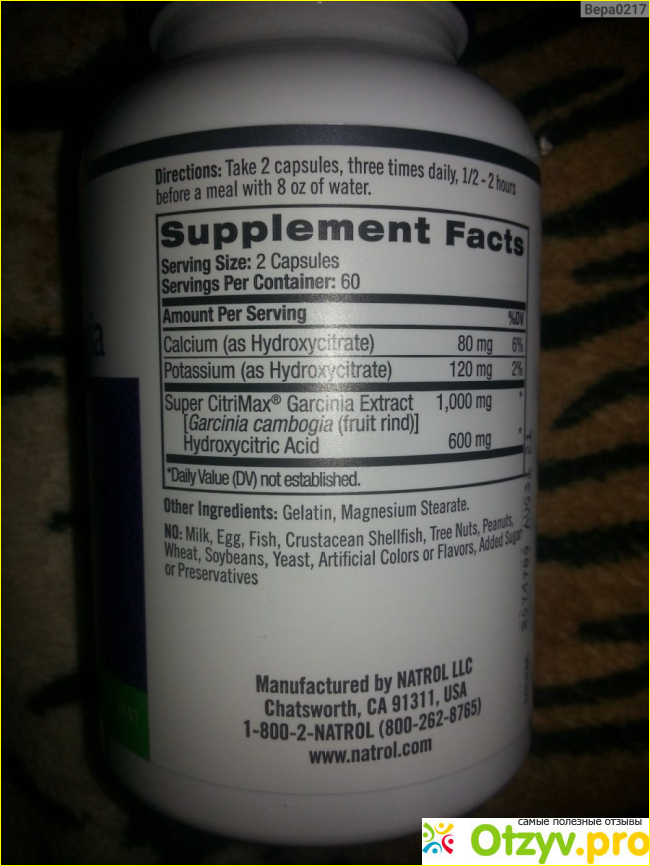 Вера0217
Directions: Take 2 capsules, three times daily, 1/2 - 2 hours
before a meal with 8 oz of water.
Supplement Facts
Serving Size: 2 Capsules
Servings Per Container: 60
Amount Per Serving %DV
Calcium (as Hydroxycitrate) 80 mg 6%
Potassium (as Hydroxycitrate) 120 mg 2%
Super CitriMax® Garcinia Extract 1,000 mg *
[Garcinia cambogia (fruit rind)]
Hydroxycitric Acid 600 mg *
*Daily Value (DV) not established.
Other Ingredients: Gelatin, Magnesium Stearate.
NO: Milk, Egg, Fish, Crustacean Shellfish, Tree Nuts, Peanuts,
Wheat, Soybeans, Yeast, Artificial Colors or Flavors, Added Sugar
or Preservatives
Manufactured by NATROL LLC
Chatsworth, CA 91311, USA
1-800-2-NATROL (800-262-8765)
www.natrol.com
самые полезные отзывы
Otzyv.pro